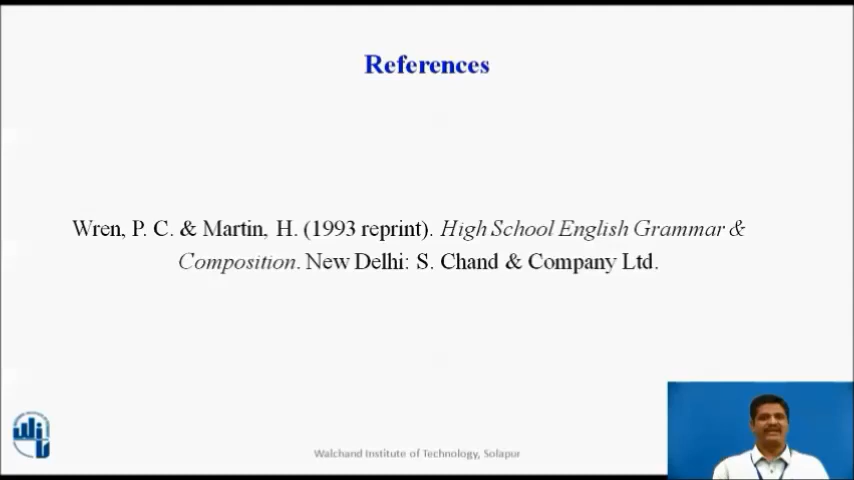 References
Wren, P. C. & Martin, H. (1993 reprint). High School English Grammar &
Composition. New Delhi: S. Chand & Company Ltd.
Walchand Institute of Technology, Solapur